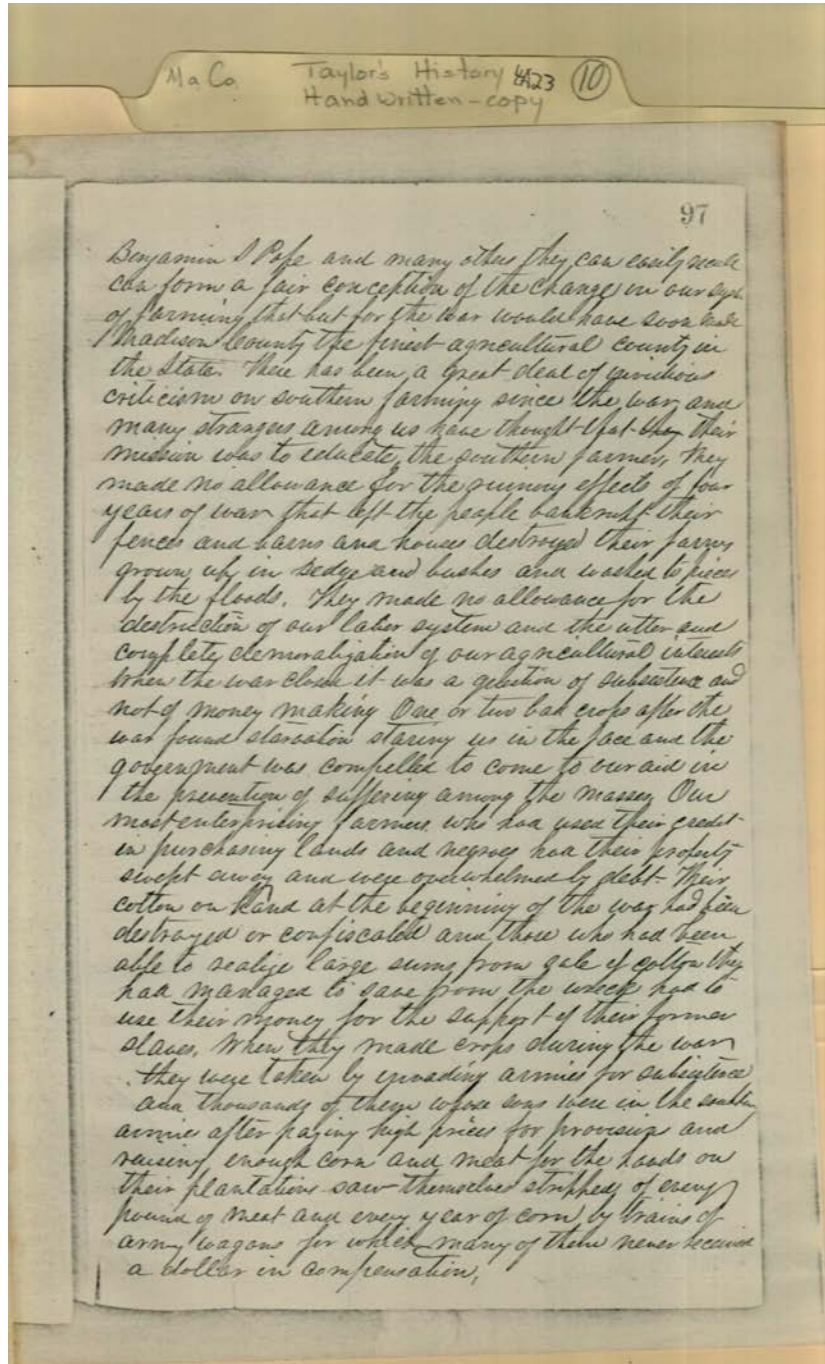 Ma Co. Taylor's History 4A23 10
Hand written - copy
97
Benjamin S Pope and many others they can easily recall
can form a fair conception of the change in our syst
of farming that but for the war would have soon made
Madison County the finest agricultural county in
the State. There has been a great deal of invidious
criticism on southern farming since the war, and
many strangers among us have thought that they their
mission was to educate the southern farmer, They
made no allowance for the ruinous effects of four
years of war that left the people bankrupt their
fences and barns and houses destroyed their farms
grown up in sedge and bushes and washed to pieces
by the floods. They made no allowance for the
destruction of our labor system and the utter and
complete demoralization of our agricultural interests
When the war closed it was a question of subsistence and
not of money making One or two bad crops after the
war found starvation staring us in the face and the
government was compelled to come to our aid in
the prevention of suffering among the masses Our
most enterprising farmers who had used their credit
in purchasing lands and negroes had their property
swept away and were overwhelmed by debt. Their
cotton on hand at the beginning of the war had been
destroyed or confiscated and those who had been
able to realize large sums from sale of cotton they
had managed to save from the wreck had to
use their money for the support of their former
slaves. When they made crops during the war
they were taken by invading armies for subsistence
and thousands of them whose sons were in the southern
armies after paying high prices for provisions and
raising enough corn and meat for the hands on
their plantations saw themselves stripped of every
pound of meat and every year of corn by trains of
army wagons for which many of them never received
a dollar in compensation,